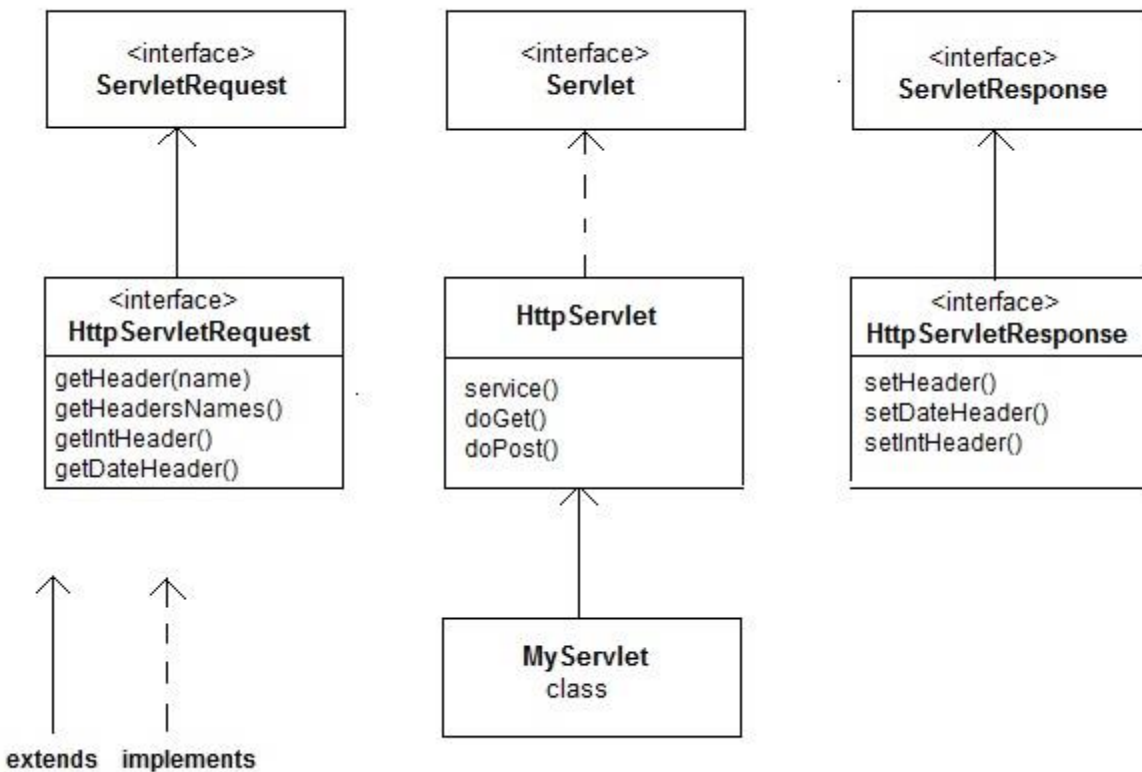 <interface>
ServletRequest
<interface>
Servlet
<interface>
ServletResponse
<interface>
HttpServletRequest
getHeader(name)
getHeadersNames()
getIntHeader()
getDateHeader()
HttpServlet
service()
doGet()
doPost()
<interface>
HttpServletResponse
setHeader()
setDateHeader()
setIntHeader()
MyServlet
class
extends
implements